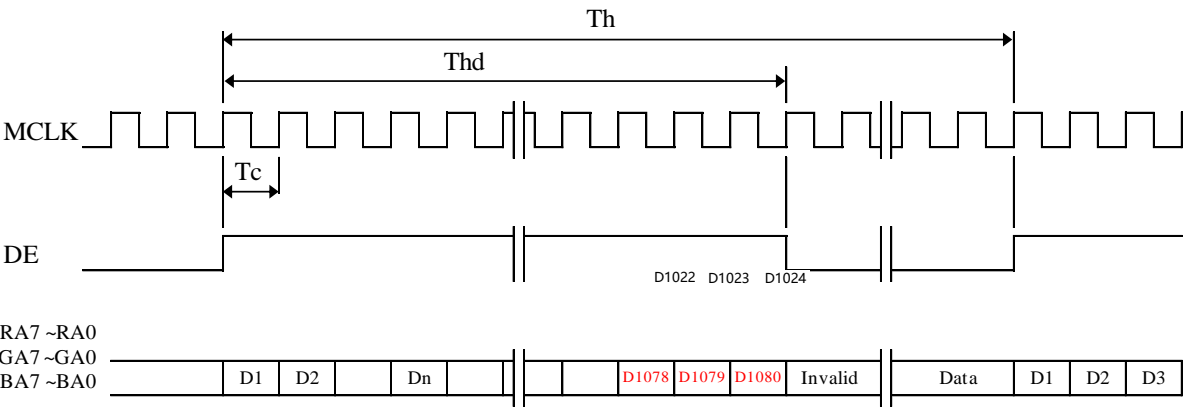 Th
Thd
MCLK
Tc
DE
D1022 D1023 D1024
RA7 ~RA0
GA7 ~GA0
BA7 ~BA0 D1 D2 Dn D1078 D1079 D1080 Invalid Data D1 D2 D3